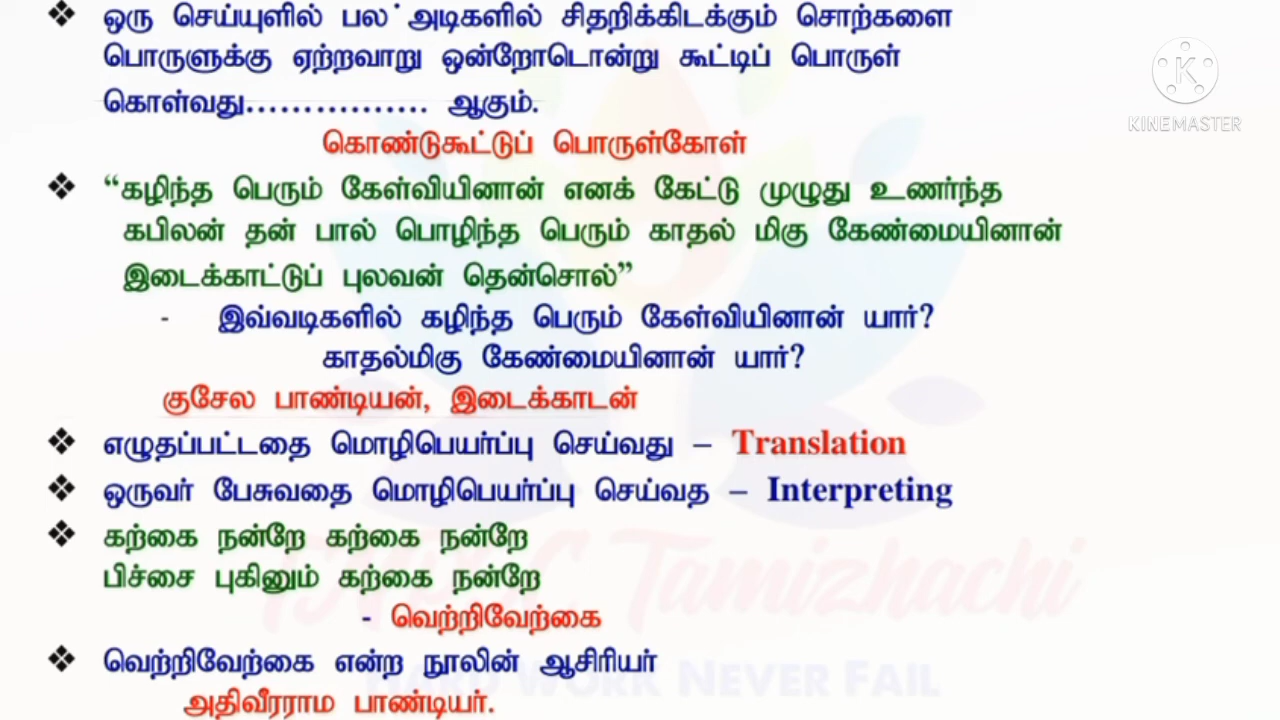 ❖ ஒரு செய்யுளில் பல அடிகளில் சிதறிக்கிடக்கும் சொற்களை
பொருளுக்கு ஏற்றவாறு ஒன்றோடொன்று கூட்டிப் பொருள்
கொள்வது................ ஆகும்.
கொண்டுகூட்டுப் பொருள்கோள்
K
KINEMASTER
❖ “கழிந்த பெரும் கேள்வியினான் எனக் கேட்டு முழுது உணர்ந்த
கபிலன் தன் பால் பொழிந்த பெரும் காதல் மிகு கேண்மையினான்
இடைக்காட்டுப் புலவன் தென்சொல்”
- இவ்வடிகளில் கழிந்த பெரும் கேள்வியினான் யார்?
காதல்மிகு கேண்மையினான் யார்?
குசேல பாண்டியன், இடைக்காடன்
❖ எழுதப்பட்டதை மொழிபெயர்ப்பு செய்வது – Translation
❖ ஒருவர் பேசுவதை மொழிபெயர்ப்பு செய்வத – Interpreting
❖ கற்கை நன்றே கற்கை நன்றே
பிச்சை புகினும் கற்கை நன்றே
- வெற்றிவேற்கை
❖ வெற்றிவேற்கை என்ற நூலின் ஆசிரியர்
அதிவீரராம பாண்டியர்.
TNPSC Tamizhachi
HARD WORK NEVER FAIL